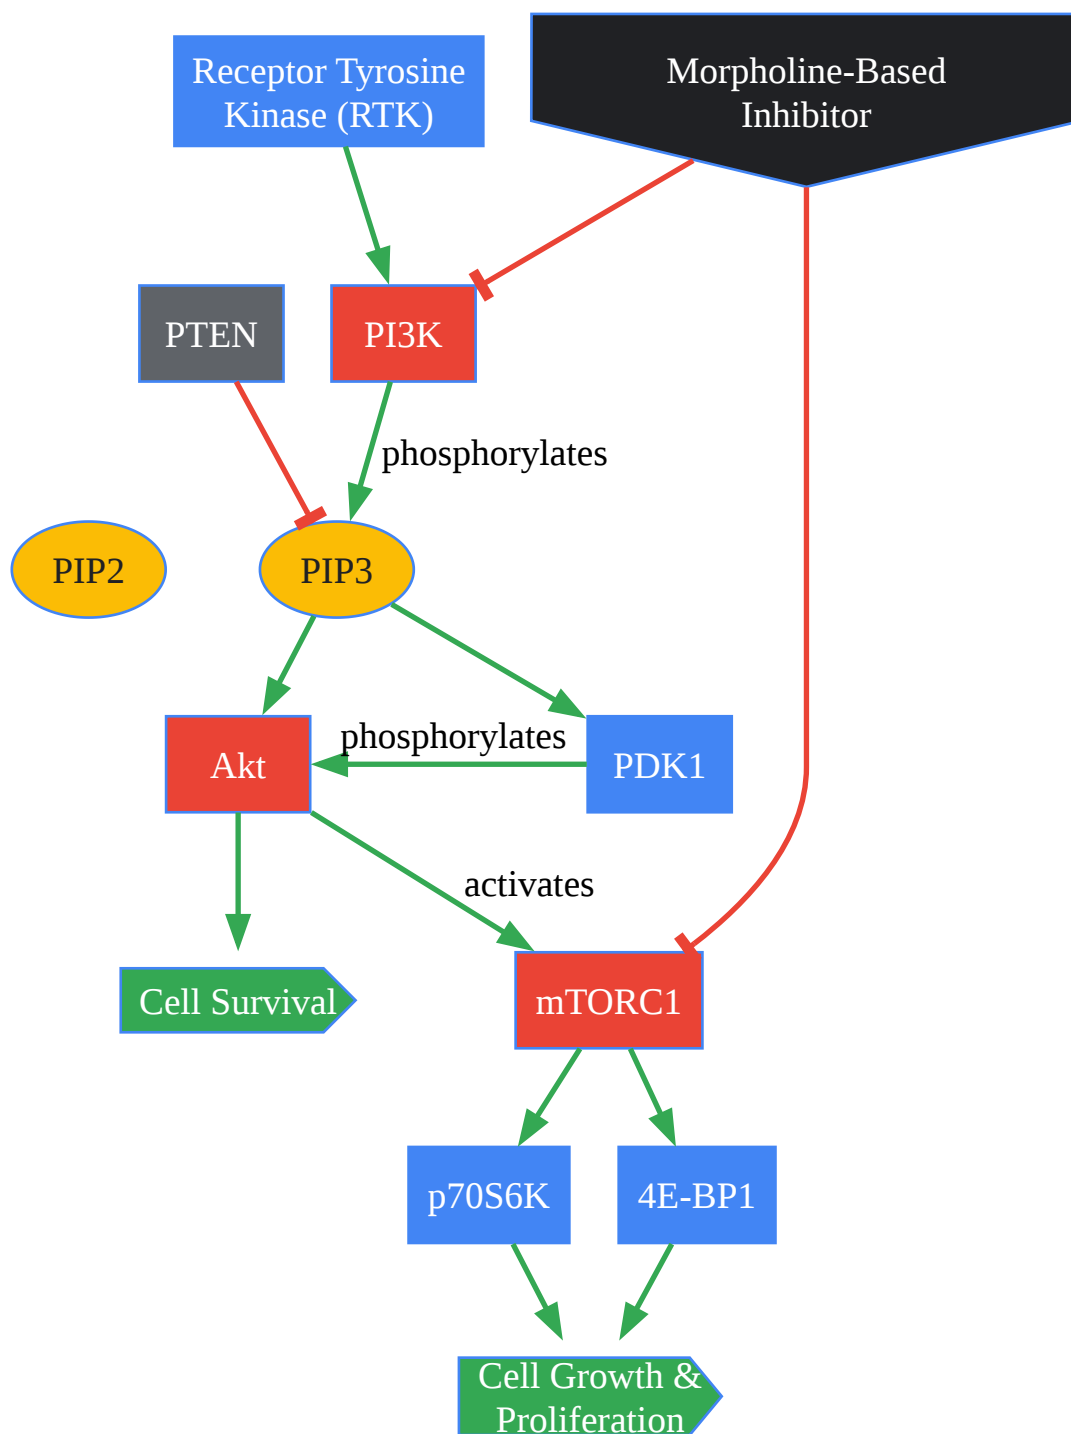 Receptor Tyrosine
Kinase (RTK)
Morpholine-Based
Inhibitor
PTEN
PI3K
phosphorylates
PIP2
PIP3
phosphorylates
Akt
PDK1
activates
Cell Survival
mTORC1
p70S6K
4E-BP1
Cell Growth &
Proliferation